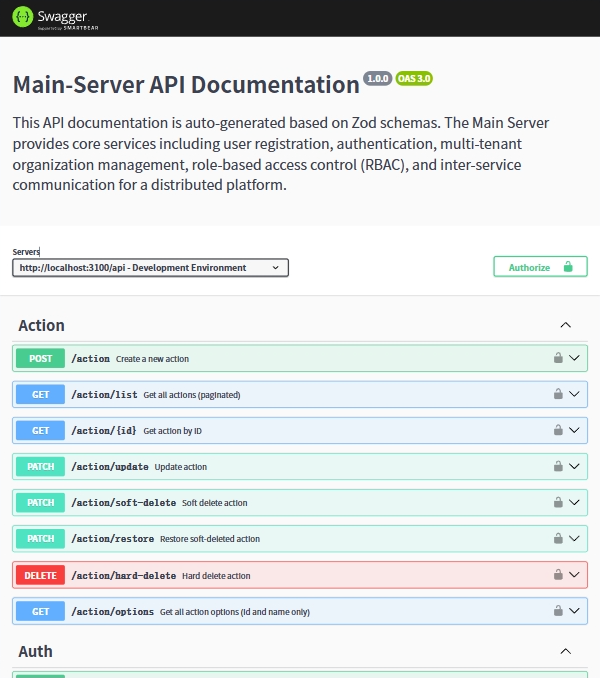 Swagger
Supported by SMARTBEAR
Main-Server API Documentation 1.0.0 OAS 3.0
This API documentation is auto-generated based on Zod schemas. The Main Server
provides core services including user registration, authentication, multi-tenant
organization management, role-based access control (RBAC), and inter-service
communication for a distributed platform.
Servers
http://localhost:3100/api - Development Environment
Authorize
Action
POST /action Create a new action
GET /action/list Get all actions (paginated)
GET /action/{id} Get action by ID
PATCH /action/update Update action
PATCH /action/soft-delete Soft delete action
PATCH /action/restore Restore soft-deleted action
DELETE /action/hard-delete Hard delete action
GET /action/options Get all action options (id and name only)
Auth